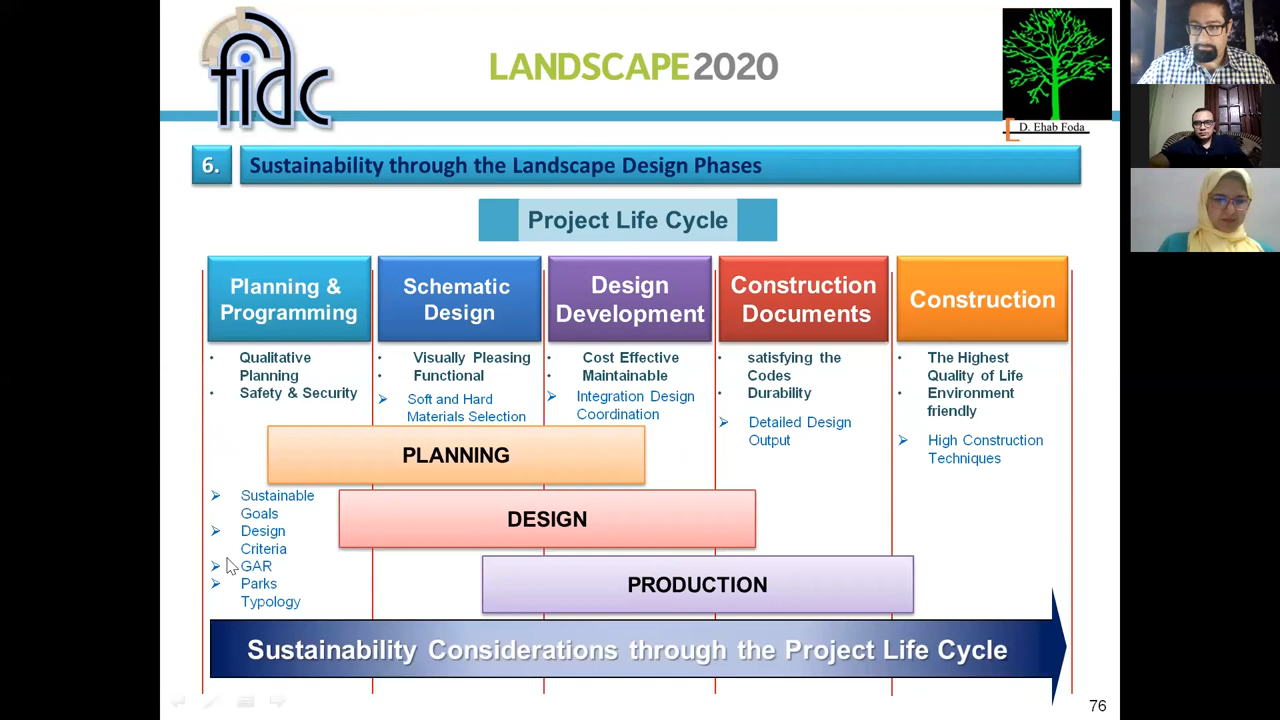 fidc
LANDSCAPE2020
D. Ehab Foda
6.
Sustainability through the Landscape Design Phases
Project Life Cycle
Planning &
Programming
Schematic
Design
Design
Development
Construction
Documents
Construction
• Qualitative
Planning
• Safety & Security
• Visually Pleasing
• Functional
➢ Soft and Hard
Materials Selection
• Cost Effective
• Maintainable
➢ Integration Design
Coordination
• satisfying the
Codes
• Durability
➢ Detailed Design
Output
• The Highest
Quality of Life
• Environment
friendly
➢ High Construction
Techniques
PLANNING
➢ Sustainable
Goals
➢ Design
Criteria
➢ GAR
➢ Parks
Typology
DESIGN
PRODUCTION
Sustainability Considerations through the Project Life Cycle
76